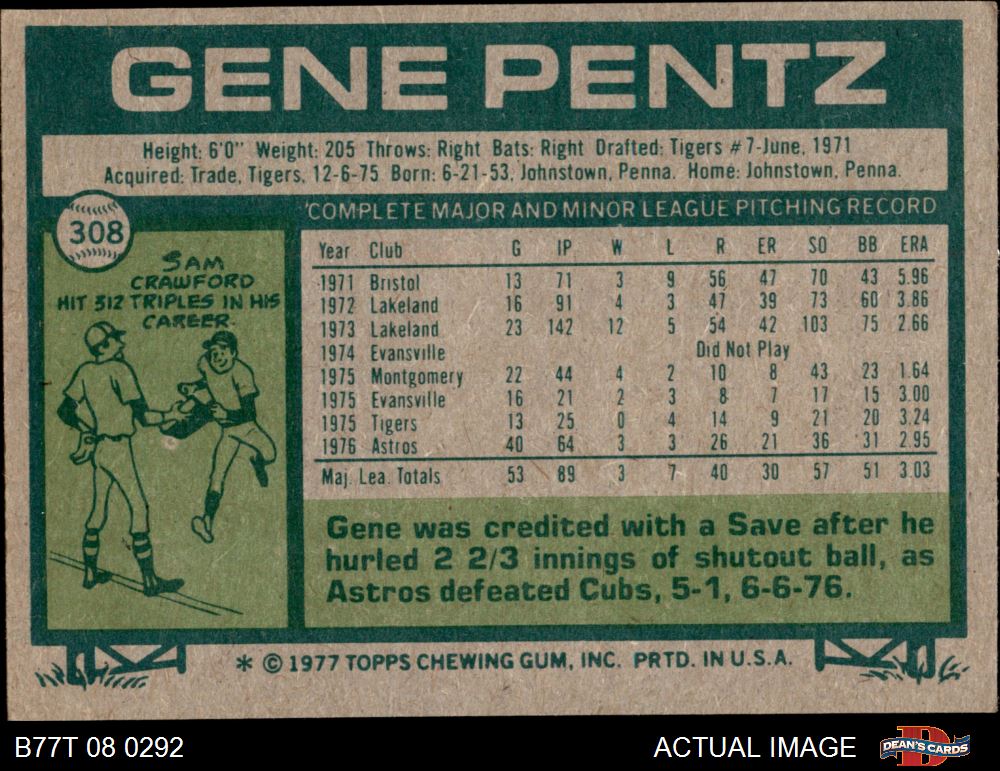 GENE PENTZ
Height: 6'0" Weight: 205 Throws: Right Bats: Right Drafted: Tigers #7-June, 1971
Acquired: Trade, Tigers, 12-6-75 Born: 6-21-53, Johnstown, Penna. Home: Johnstown, Penna.
308
SAM
CRAWFORD
HIT 312 TRIPLES IN HIS
CAREER.
COMPLETE MAJOR AND MINOR LEAGUE PITCHING RECORD
Year Club G IP W L R ER SO BB ERA
1971 Bristol 13 71 3 9 56 47 70 43 5.96
1972 Lakeland 16 91 4 3 47 39 73 60 3.86
1973 Lakeland 23 142 12 5 54 42 103 75 2.66
1974 Evansville Did Not Play
1975 Montgomery 22 44 4 2 10 8 43 23 1.64
1975 Evansville 16 21 2 3 8 7 17 15 3.00
1975 Tigers 13 25 0 4 14 9 21 20 3.24
1976 Astros 40 64 3 3 26 21 36 31 2.95
Maj. Lea. Totals 53 89 3 7 40 30 57 51 3.03
Gene was credited with a Save after he
hurled 2 2/3 innings of shutout ball, as
Astros defeated Cubs, 5-1, 6-6-76.
* © 1977 TOPPS CHEWING GUM, INC. PRTD. IN U.S.A.
B77T 08 0292
ACTUAL IMAGE
DEAN'S CARDS